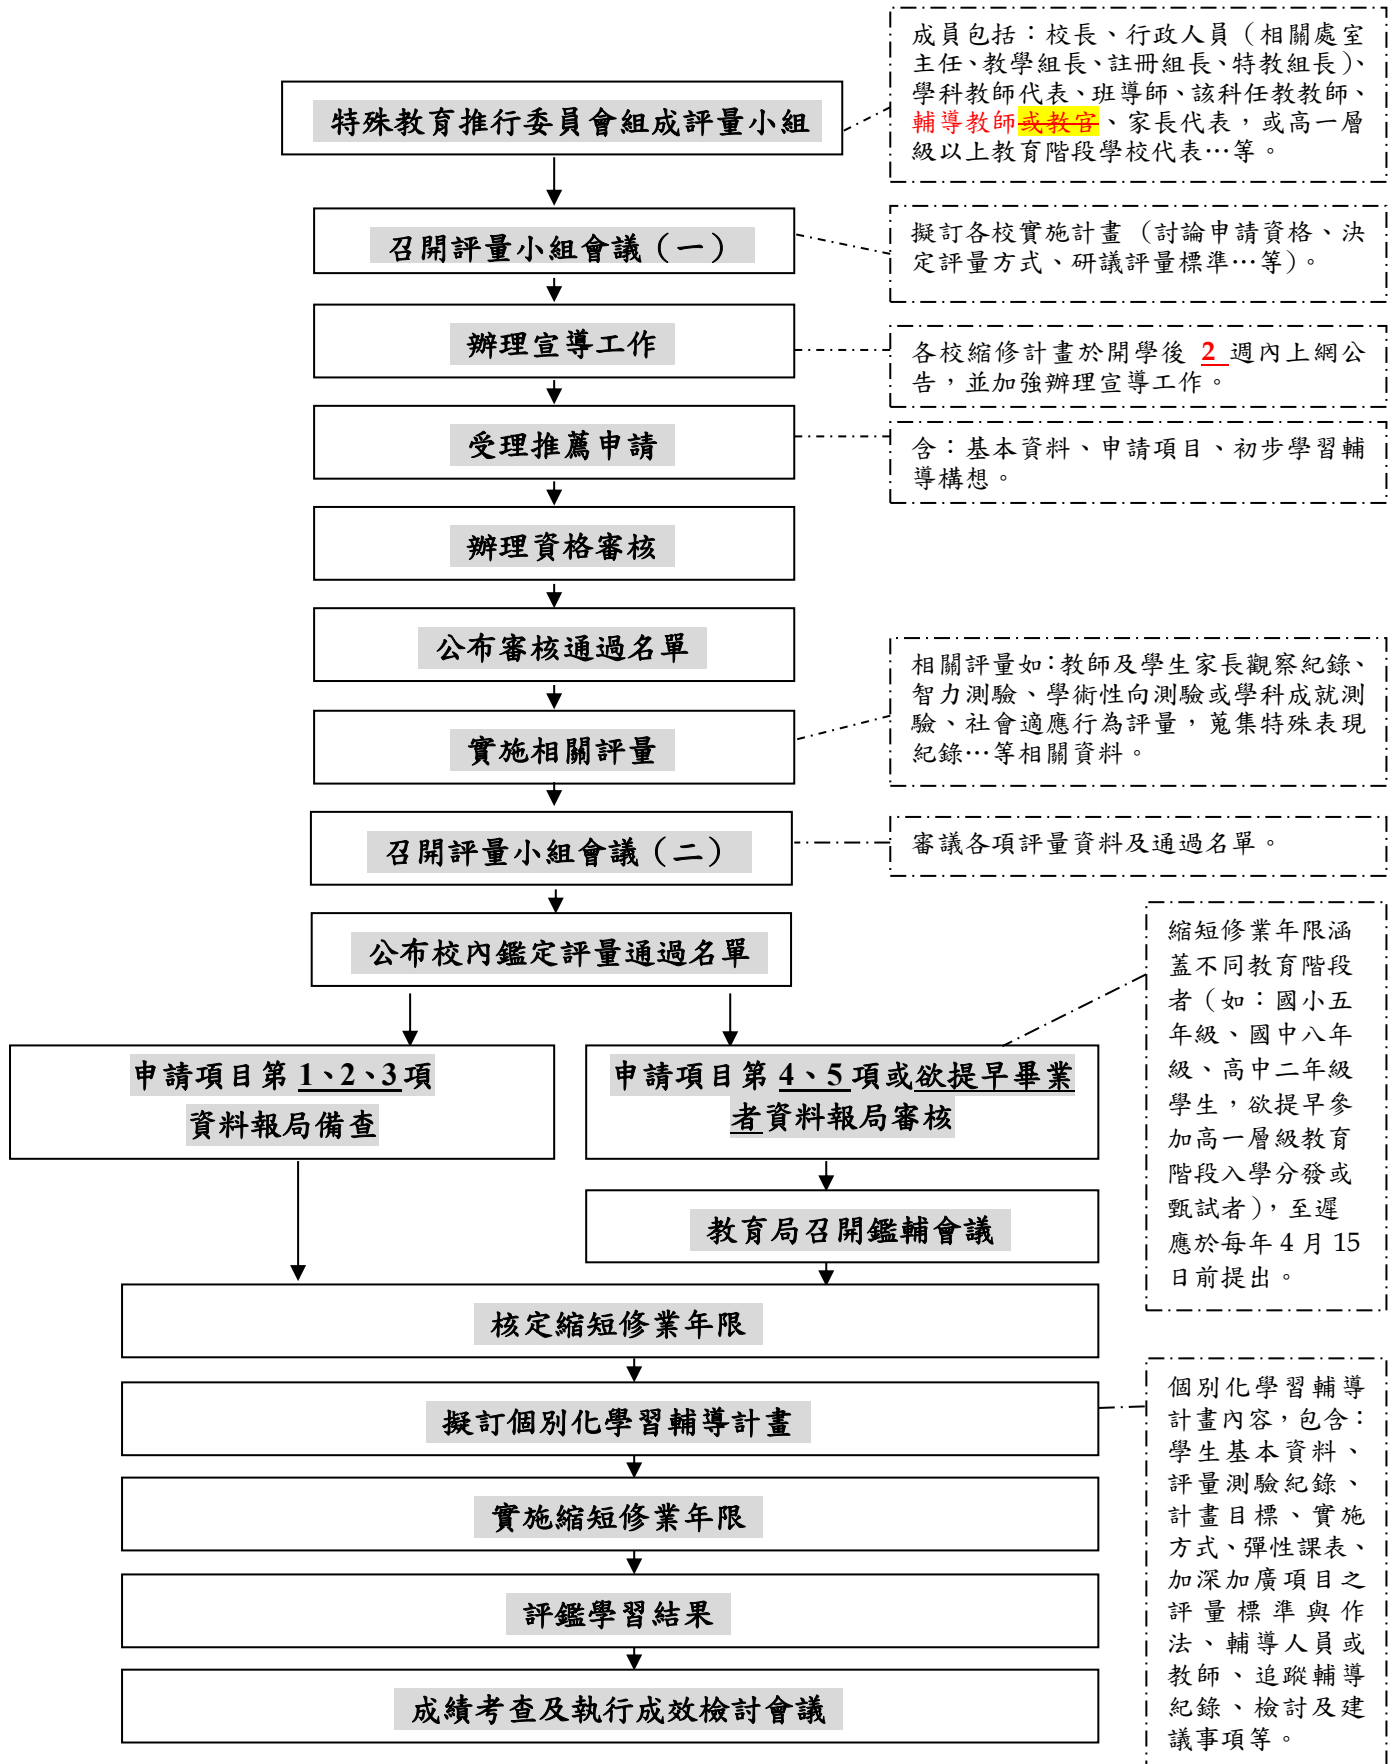 成員包括：校長、行政人員（相關處室
主任、教學組長、註冊組長、特教組長）、
學科教師代表、班導師、該科任教教師、
輔導教師或教官、家長代表，或高一層
級以上教育階段學校代表…等。
特殊教育推行委員會組成評量小組
召開評量小組會議（一）
擬訂各校實施計畫（討論申請資格、決
定評量方式、研議評量標準…等）。
辦理宣導工作
各校縮修計畫於開學後 2 週內上網公
告，並加強辦理宣導工作。
受理推薦申請
含：基本資料、申請項目、初步學習輔
導構想。
辦理資格審核
公布審核通過名單
相關評量如：教師及學生家長觀察紀錄、
智力測驗、學術性向測驗或學科成就測
驗、社會適應行為評量，蒐集特殊表現
紀錄…等相關資料。
實施相關評量
召開評量小組會議（二）
審議各項評量資料及通過名單。
公布校內鑑定評量通過名單
縮短修業年限涵
蓋不同教育階段
者（如：國小五
年級、國中八年
級、高中二年級
學生，欲提早參
加高一層級教育
階段入學分發或
甄試者），至遲
應於每年 4 月 15
日前提出。
申請項目第 1、2、3 項
資料報局備查
申請項目第 4、5 項或欲提早畢業
者資料報局審核
教育局召開鑑輔會議
核定縮短修業年限
擬訂個別化學習輔導計畫
個別化學習輔導
計畫內容，包含：
學生基本資料、
評量測驗紀錄、
計畫目標、實施
方式、彈性課表、
加深加廣項目之
評量標準與作
法、輔導人員或
教師、追蹤輔導
紀錄、檢討及建
議事項等。
實施縮短修業年限
評鑑學習結果
成績考查及執行成效檢討會議